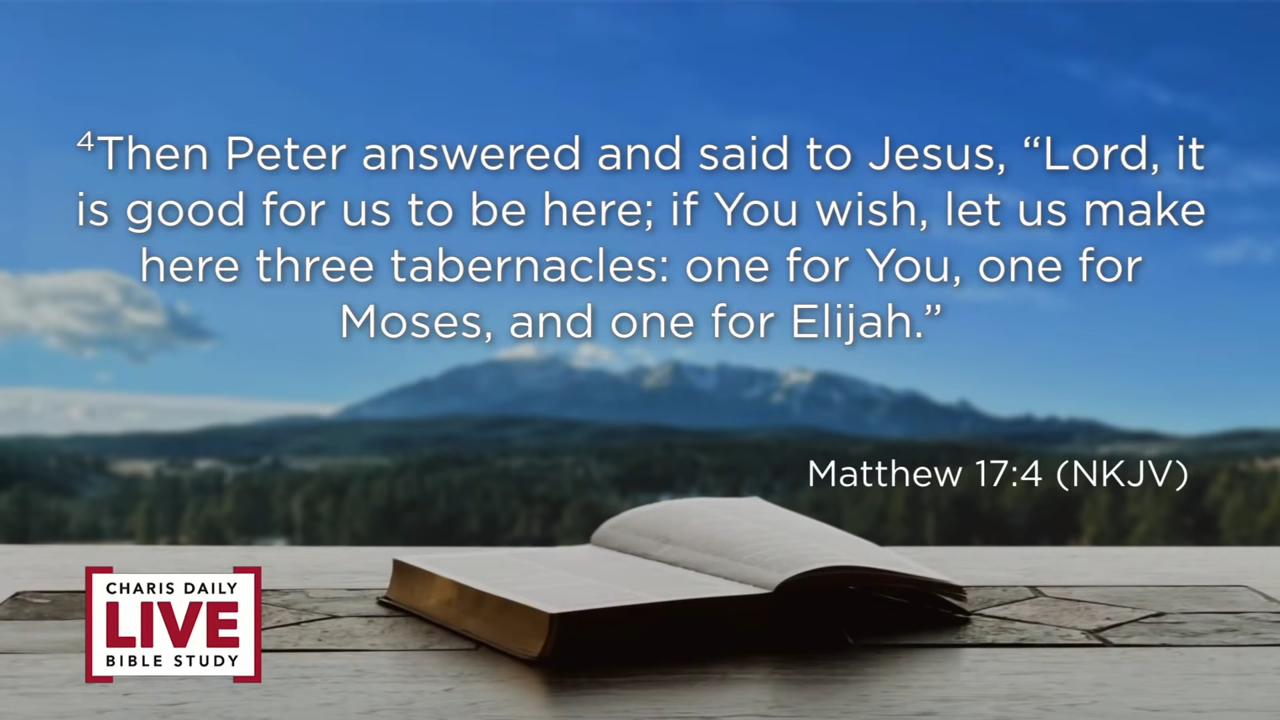 ⁴Then Peter answered and said to Jesus, “Lord, it
is good for us to be here; if You wish, let us make
here three tabernacles: one for You, one for
Moses, and one for Elijah.”
Matthew 17:4 (NKJV)
CHARIS DAILY
LIVE
BIBLE STUDY